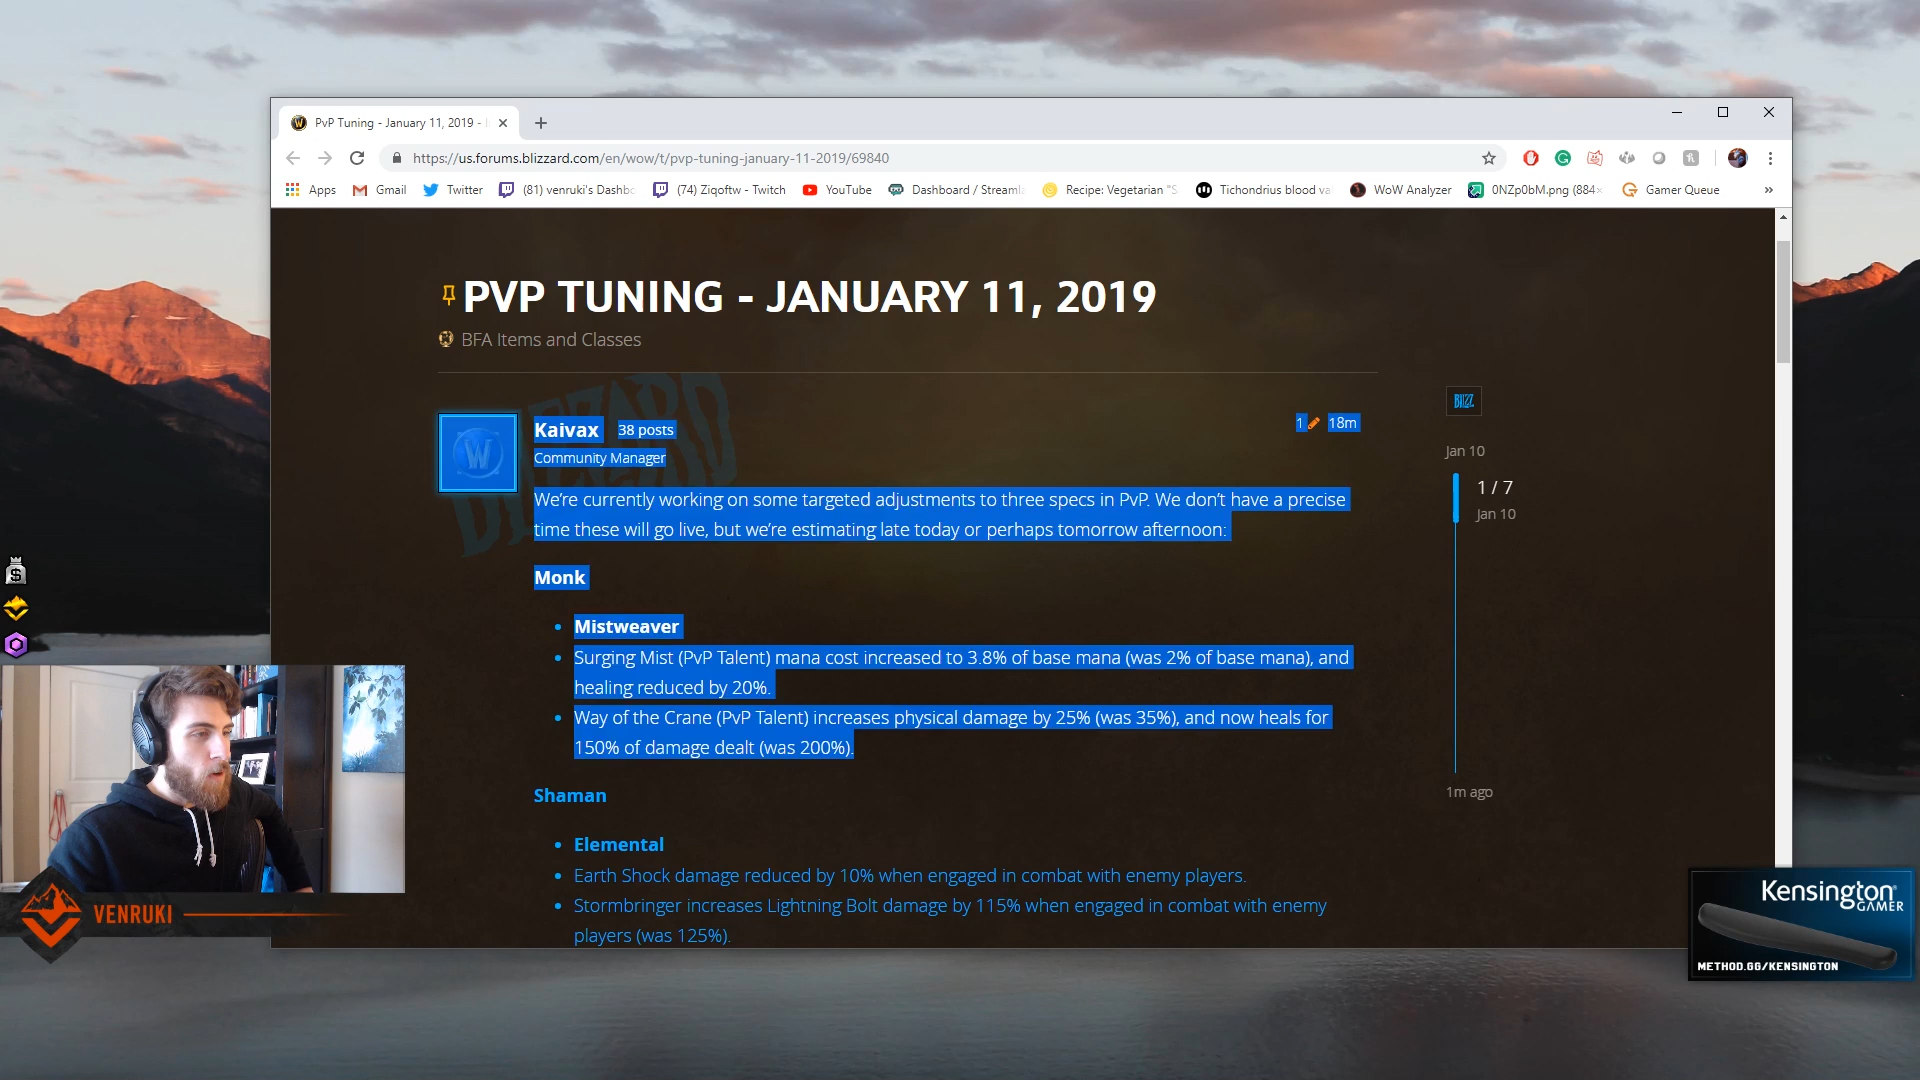 PvP Tuning - January 11, 2019 -
https://us.forums.blizzard.com/en/wow/t/pvp-tuning-january-11-2019/69840
Apps Gmail Twitter (81) venruki's Dashbo (74) Ziqoftw - Twitch YouTube Dashboard / Streamla Recipe: Vegetarian "S Tichondrius blood va WoW Analyzer 0NZp0bM.png (884× Gamer Queue »
PVP TUNING - JANUARY 11, 2019
BFA Items and Classes
BLIZZARD
BLIZZ
Kaivax 38 posts 1 18m
Community Manager
Jan 10
We’re currently working on some targeted adjustments to three specs in PvP. We don’t have a precise
time these will go live, but we’re estimating late today or perhaps tomorrow afternoon:
1 / 7
Jan 10
Monk
• Mistweaver
• Surging Mist (PvP Talent) mana cost increased to 3.8% of base mana (was 2% of base mana), and
healing reduced by 20%.
• Way of the Crane (PvP Talent) increases physical damage by 25% (was 35%), and now heals for
150% of damage dealt (was 200%).
1m ago
Shaman
• Elemental
• Earth Shock damage reduced by 10% when engaged in combat with enemy players.
• Stormbringer increases Lightning Bolt damage by 115% when engaged in combat with enemy
players (was 125%).
VENRUKI
Kensington
GAMER
METHOD.GG/KENSINGTON